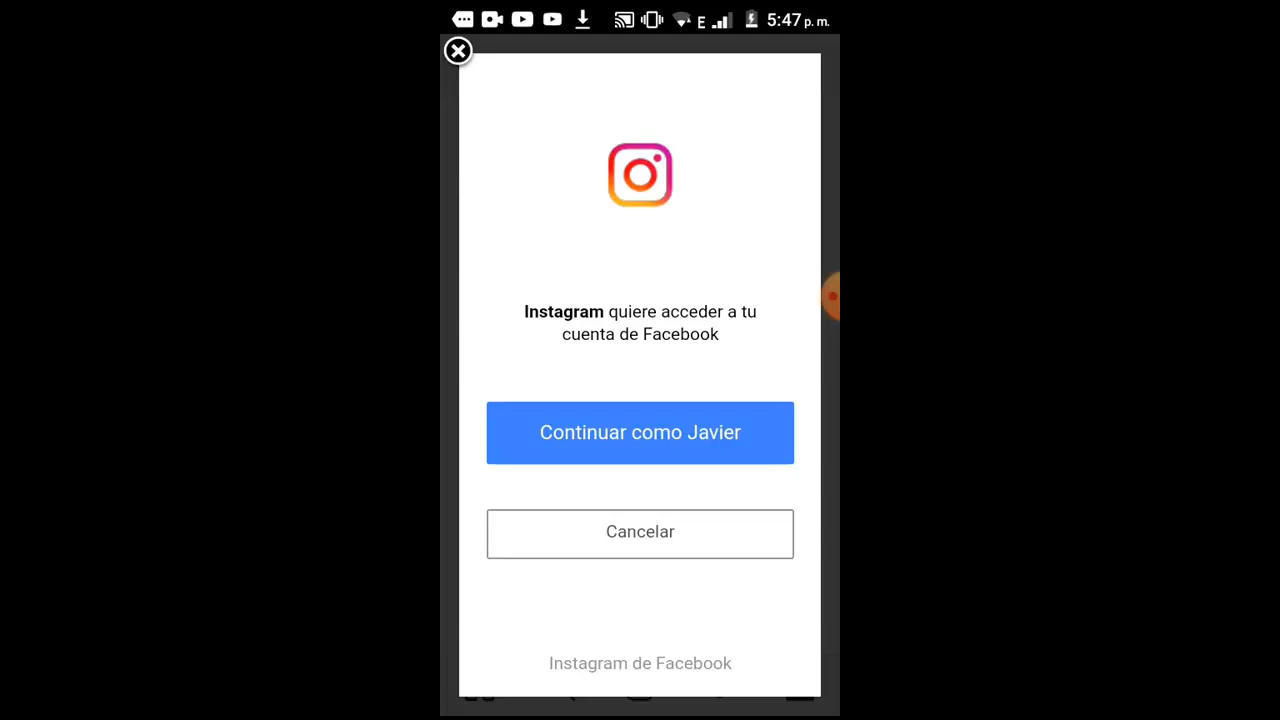 E 5:47 p. m.
Instagram quiere acceder a tu
cuenta de Facebook
Continuar como Javier
Cancelar
Instagram de Facebook